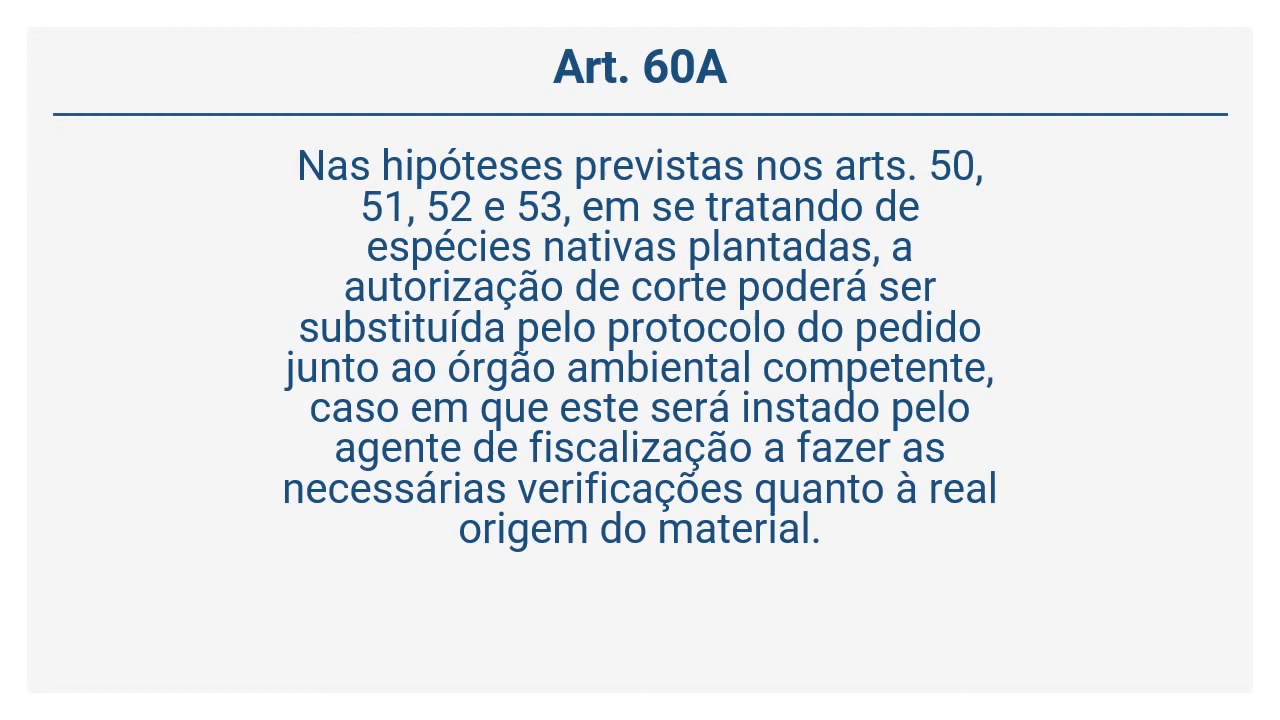 Art. 60A
Nas hipóteses previstas nos arts. 50,
51, 52 e 53, em se tratando de
espécies nativas plantadas, a
autorização de corte poderá ser
substituída pelo protocolo do pedido
junto ao órgão ambiental competente,
caso em que este será instado pelo
agente de fiscalização a fazer as
necessárias verificações quanto à real
origem do material.